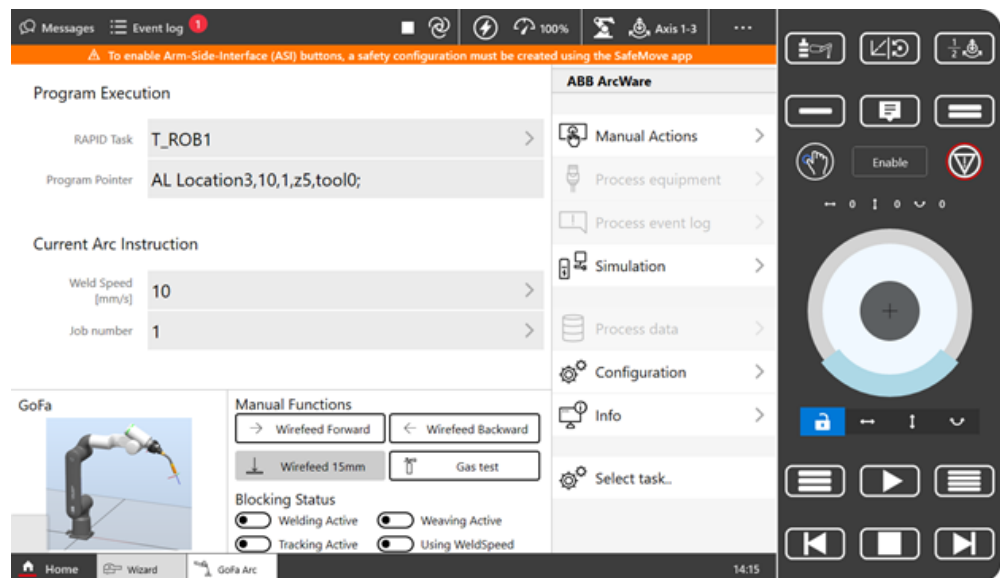 Messages
Event log
1
100%
Axis 1-3
...
To enable Arm-Side-Interface (ASI) buttons, a safety configuration must be created using the SafeMove app
Program Execution
RAPID Task
T_ROB1
Program Pointer
AL Location3,10,1,z5,tool0;
Current Arc Instruction
Weld Speed
[mm/s]
10
Job number
1
GoFa
Manual Functions
Wirefeed Forward
Wirefeed Backward
Wirefeed 15mm
Gas test
Blocking Status
Welding Active
Weaving Active
Tracking Active
Using WeldSpeed
ABB ArcWare
Manual Actions
Process equipment
Process event log
Simulation
Process data
Configuration
Info
Select task..
Home
Wizard
GoFa Arc
14:15
1
2
Enable
0 0 0